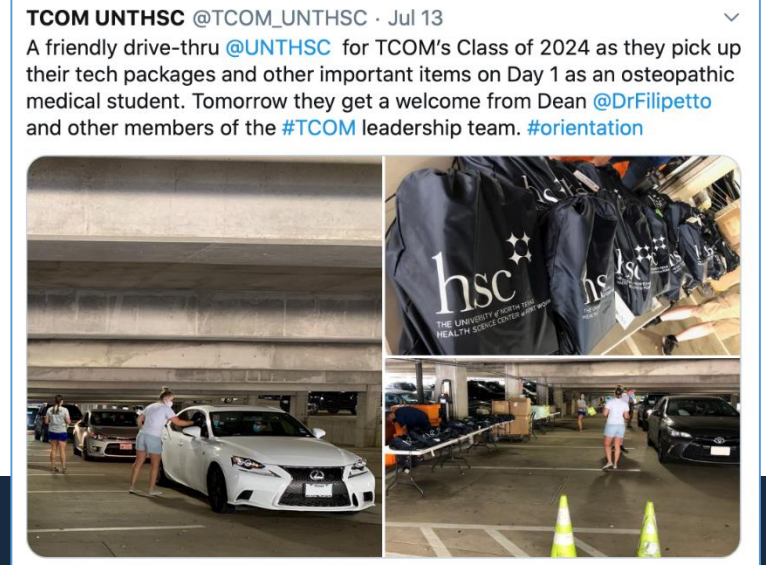 TCOM UNTHSC @TCOM_UNTHSC · Jul 13
A friendly drive-thru @UNTHSC for TCOM's Class of 2024 as they pick up
their tech packages and other important items on Day 1 as an osteopathic
medical student. Tomorrow they get a welcome from Dean @DrFilipetto
and other members of the #TCOM leadership team. #orientation
hsc
hsc
THE UNIVERSITY of NORTH TEXAS
HEALTH SCIENCE CENTER at FORT WORTH
hs
hsc